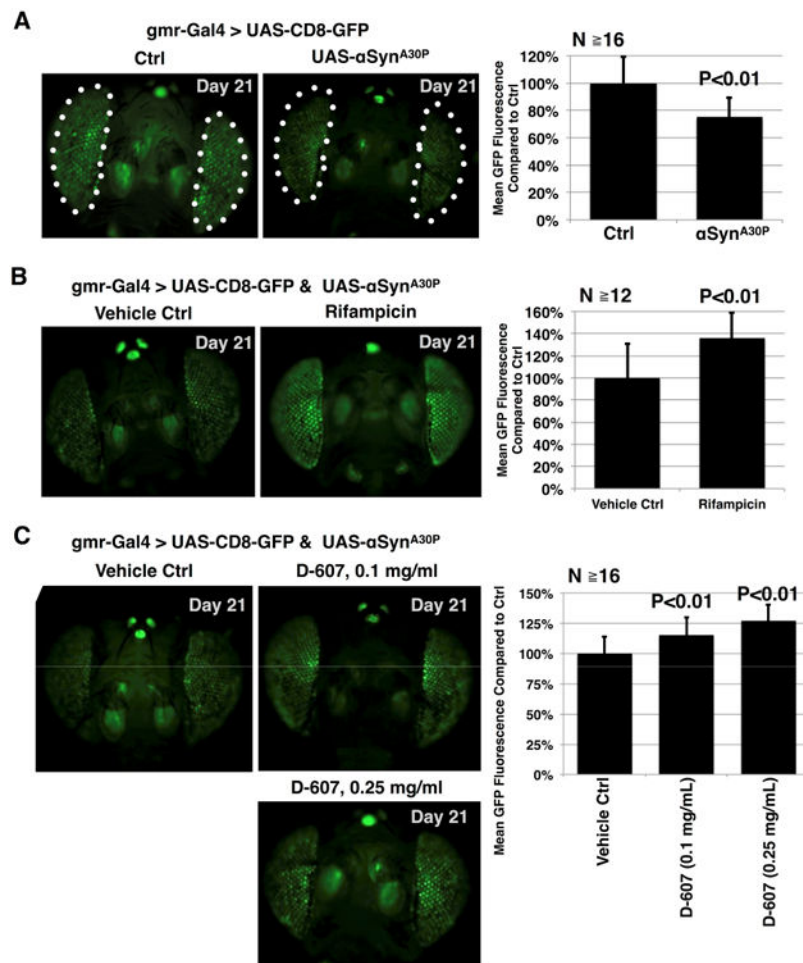 A
gmr-Gal4 > UAS-CD8-GFP
Ctrl
UAS-αSynA30P
Day 21
Day 21
N ≧16
P<0.01
Mean GFP Fluorescence
Compared to Ctrl
120%
100%
80%
60%
40%
20%
0%
Ctrl
αSynA30P
B
gmr-Gal4 > UAS-CD8-GFP & UAS-αSynA30P
Vehicle Ctrl
Rifampicin
Day 21
Day 21
N ≧12
P<0.01
Mean GFP Fluorescence
Compared to Ctrl
160%
140%
120%
100%
80%
60%
40%
20%
0%
Vehicle Ctrl
Rifampicin
C
gmr-Gal4 > UAS-CD8-GFP & UAS-αSynA30P
Vehicle Ctrl
D-607, 0.1 mg/ml
Day 21
Day 21
D-607, 0.25 mg/ml
Day 21
N ≧16
P<0.01
P<0.01
Mean GFP Fluorescence Compared to Ctrl
150%
125%
100%
75%
50%
25%
0%
Vehicle Ctrl
D-607 (0.1 mg/mL)
D-607 (0.25 mg/mL)